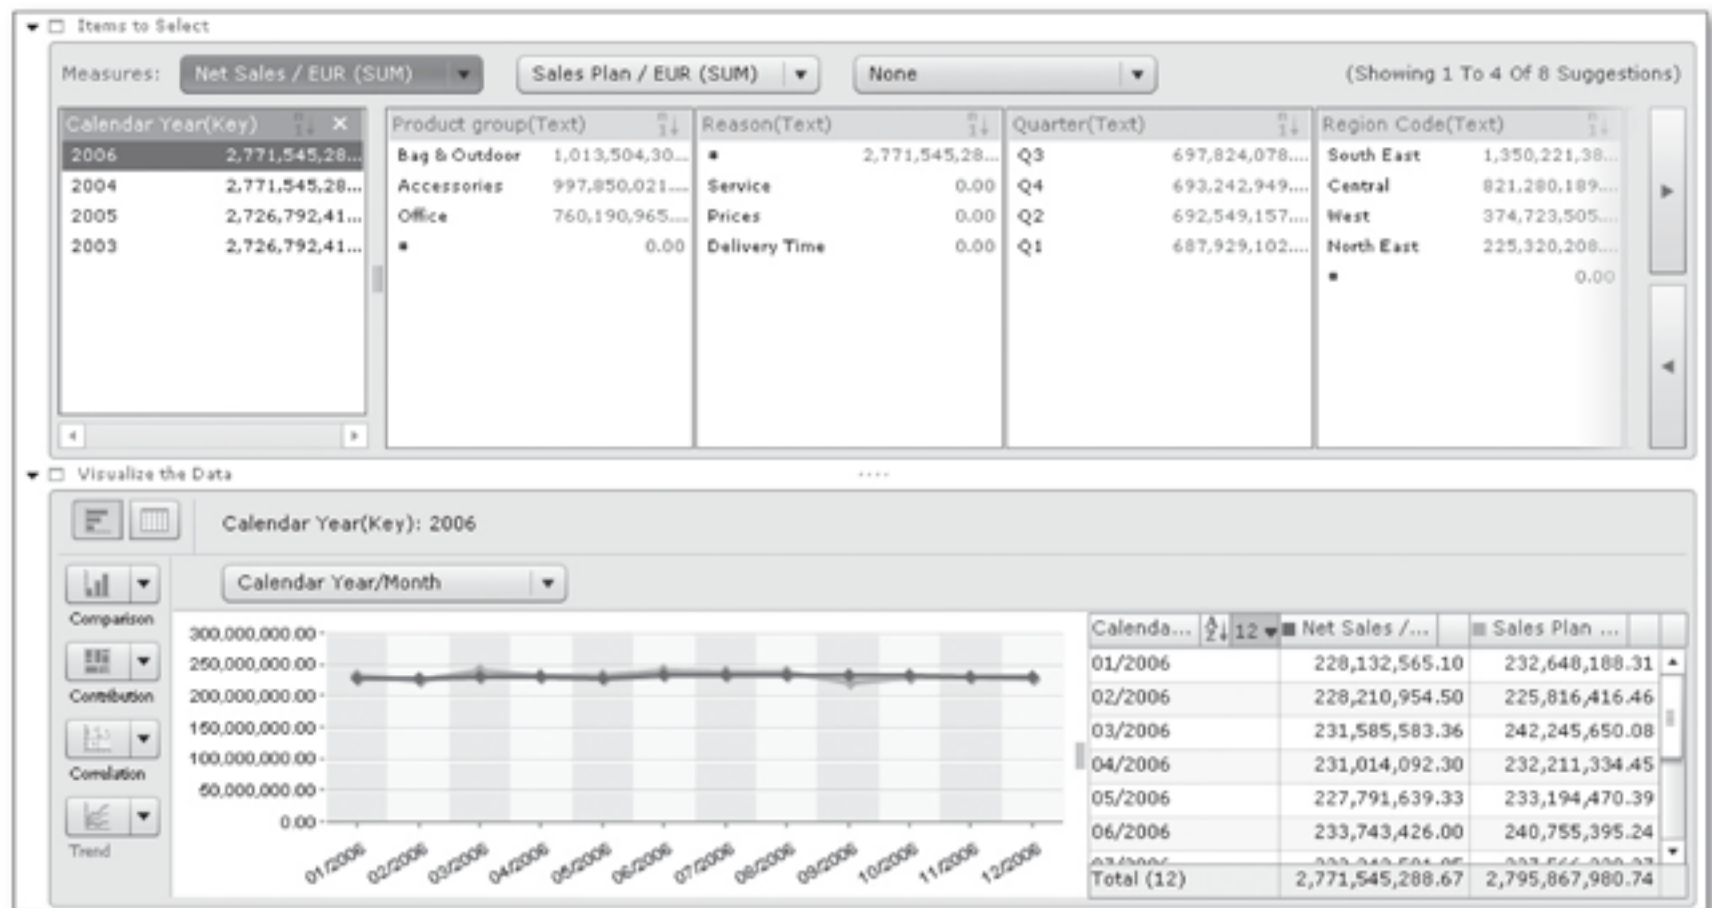 Items to Select
Measures: Net Sales / EUR (SUM) Sales Plan / EUR (SUM) None (Showing 1 To 4 Of 8 Suggestions)
Calendar Year(Key) Product group(Text) Reason(Text) Quarter(Text) Region Code(Text)
2006 2,771,545,28... Bag & Outdoor 1,013,504,30... 2,771,545,28... Q3 697,824,078.... South East 1,350,221,38...
2004 2,771,545,28... Accessories 997,850,021.... Service 0.00 Q4 693,242,949.... Central 821,280,189....
2005 2,726,792,41... Office 760,190,965.... Prices 0.00 Q2 692,549,157.... West 374,723,505....
2003 2,726,792,41... 0.00 Delivery Time 0.00 Q1 687,929,102.... North East 225,320,208....
0.00
Visualize the Data
Calendar Year(Key): 2006
Calendar Year/Month
Comparison
Contribution
Correlation
Trend
300,000,000.00
250,000,000.00
200,000,000.00
150,000,000.00
100,000,000.00
50,000,000.00
0.00
01/2006 02/2006 03/2006 04/2006 05/2006 06/2006 07/2006 08/2006 09/2006 10/2006 11/2006 12/2006
Calenda... 12 Net Sales /... Sales Plan ...
01/2006 228,132,565.10 232,648,188.31
02/2006 228,210,954.50 225,816,416.46
03/2006 231,585,583.36 242,245,650.08
04/2006 231,014,092.30 232,211,334.45
05/2006 227,791,639.33 233,194,470.39
06/2006 233,743,426.00 240,755,395.24
Total (12) 2,771,545,288.67 2,795,867,980.74